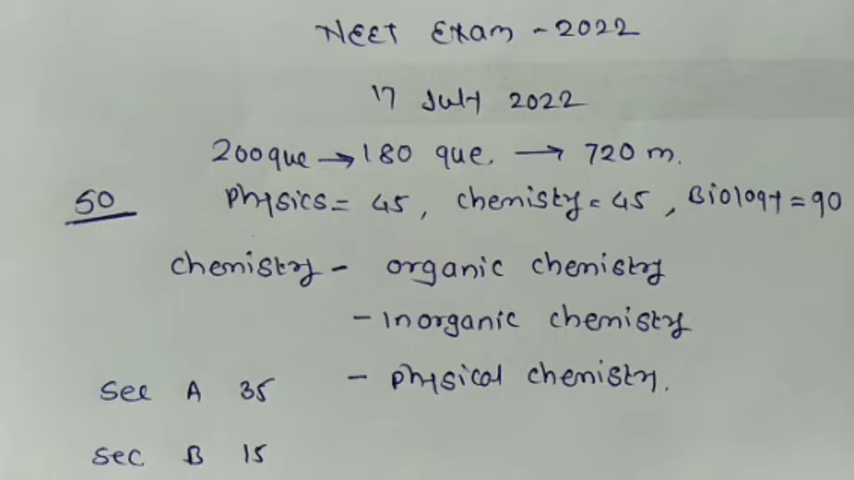 NEET Exam - 2022
17 July 2022
200que → 180 que. → 720 m.
50 Physics = 45, chemisty = 45, Biology = 90
chemistry - organic chemistry
- Inorganic chemistry
- physical chemistry.
Sec A 35
Sec B 15